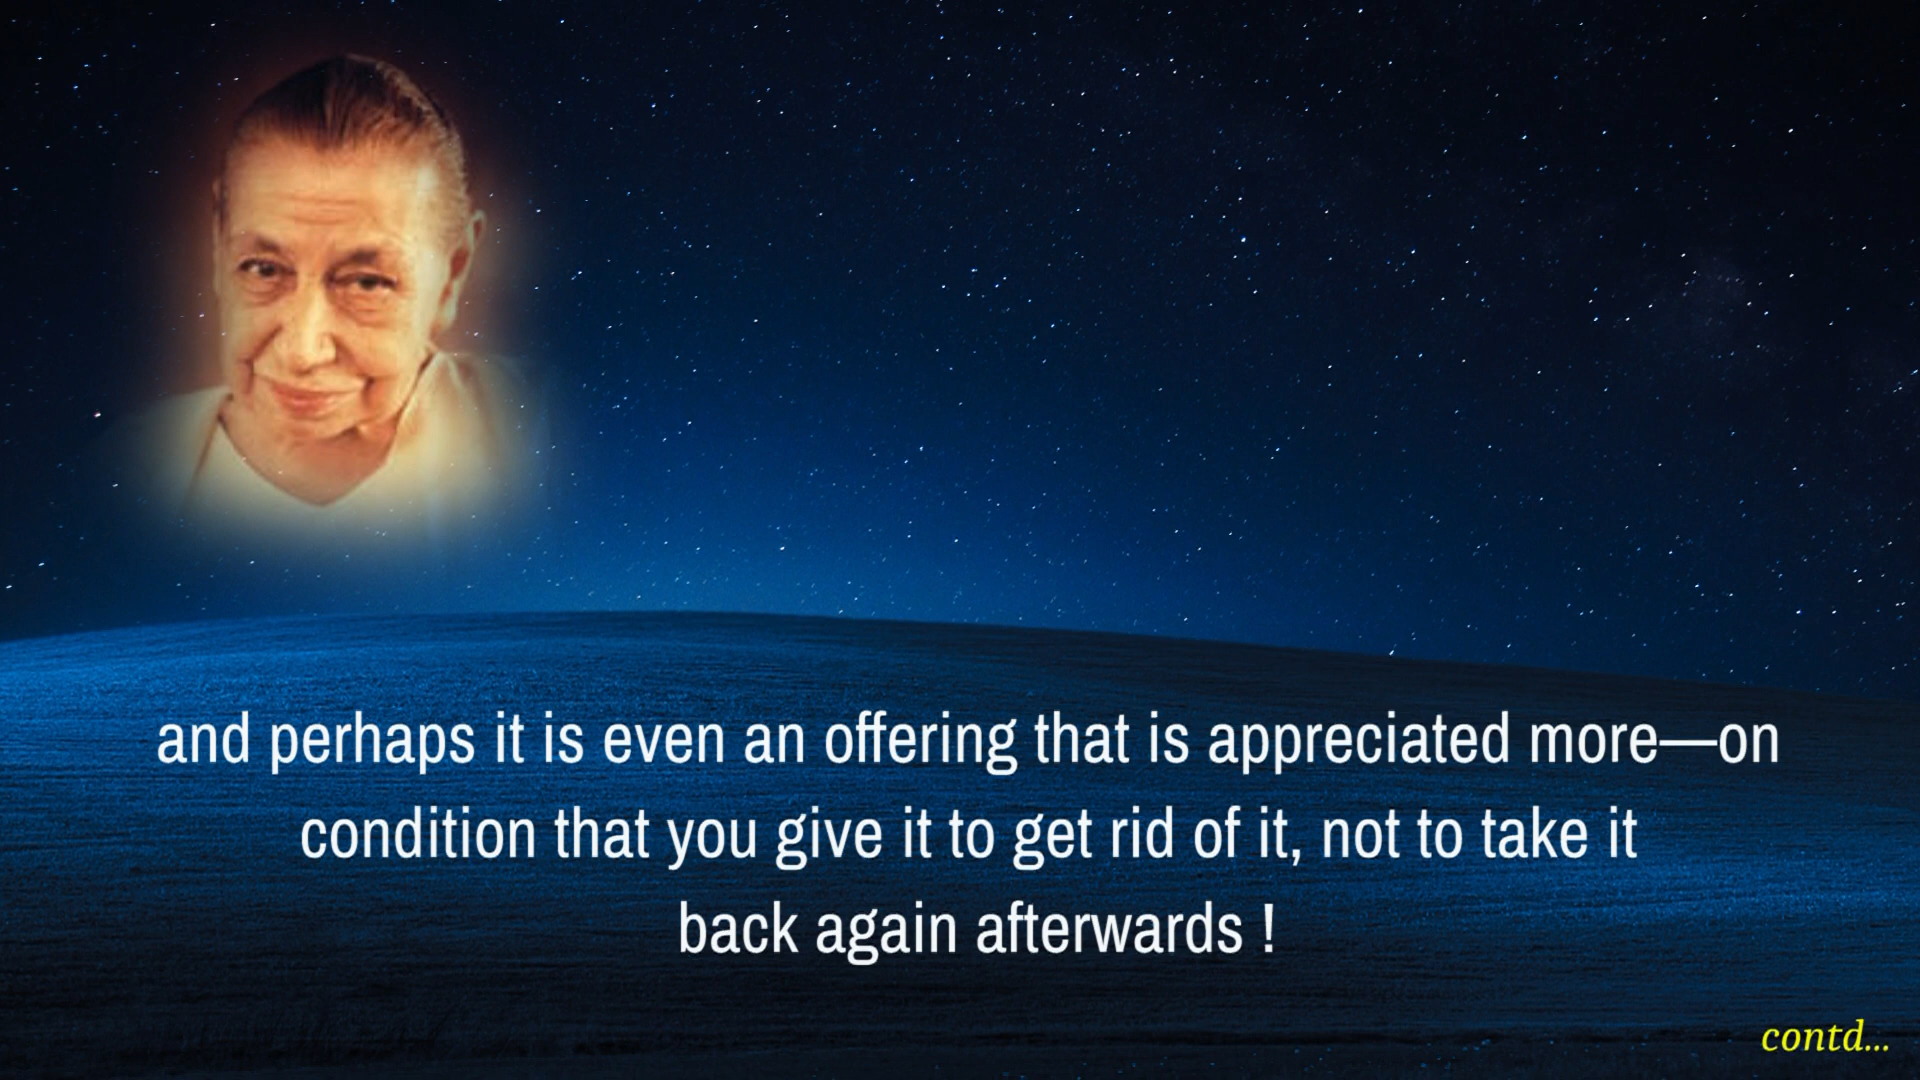 and perhaps it is even an offering that is appreciated more—on
condition that you give it to get rid of it, not to take it
back again afterwards !
contd...